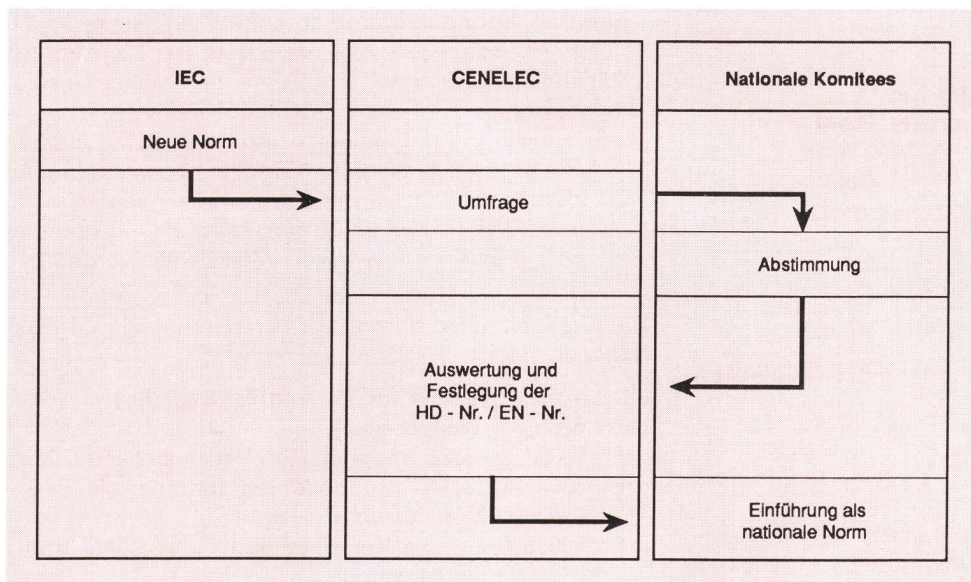 IEC
CENELEC
Nationale Komitees
Neue Norm
Umfrage
Abstimmung
Auswertung und
Festlegung der
HD - Nr. / EN - Nr.
Einführung als
nationale Norm